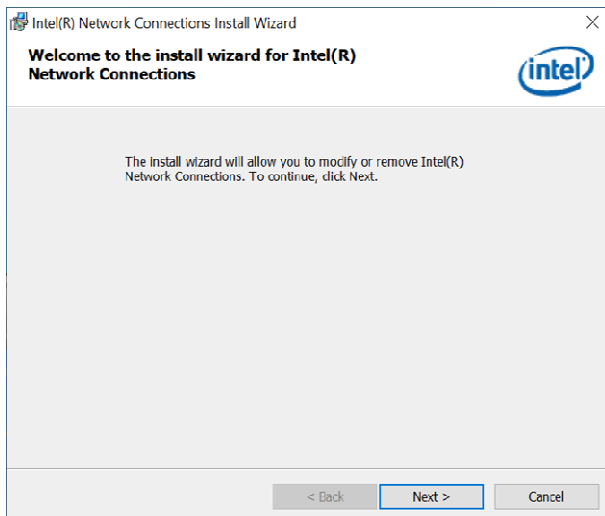 Intel(R) Network Connections Install Wizard
Welcome to the install wizard for Intel(R)
Network Connections
intel
The install wizard will allow you to modify or remove Intel(R)
Network Connections. To continue, click Next.
< Back
Next >
Cancel